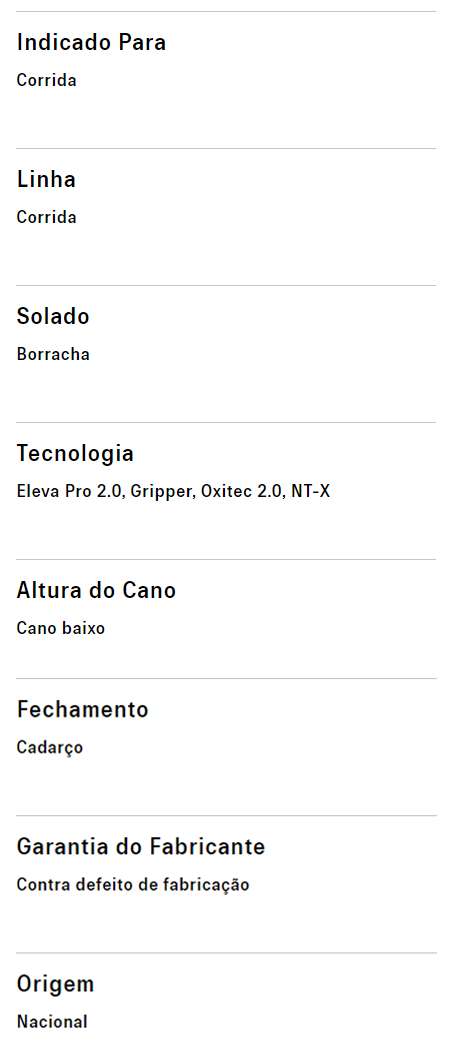 Indicado Para
Corrida
Linha
Corrida
Solado
Borracha
Tecnologia
Eleva Pro 2.0, Gripper, Oxitec 2.0, NT-X
Altura do Cano
Cano baixo
Fechamento
Cadarço
Garantia do Fabricante
Contra defeito de fabricação
Origem
Nacional